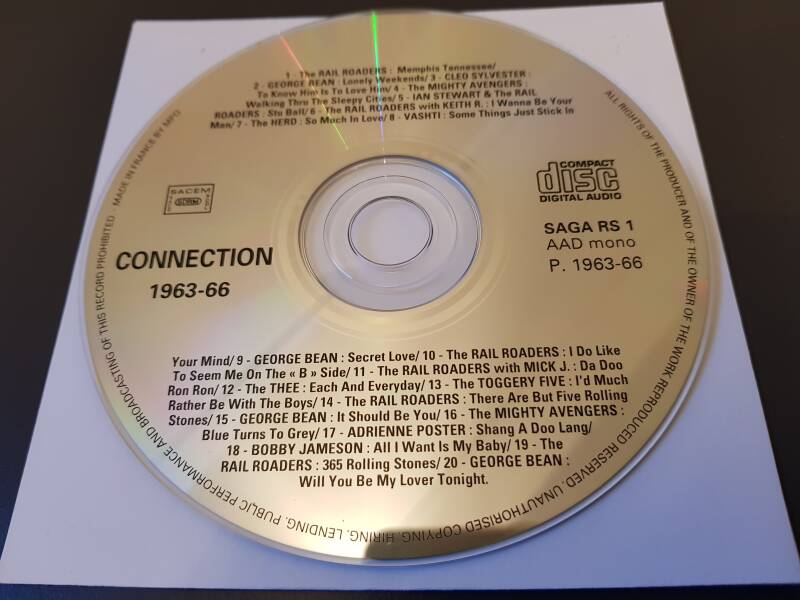 1 - The RAIL ROADERS : Memphis Tennessee/
2 - GEORGE BEAN : Lonely Weekends/ 3 - CLEO SYLVESTER :
To Know Him Is To Love Him/ 4 - The MIGHTY AVENGERS :
Walking Thru The Sleepy Cities/ 5 - IAN STEWART & The RAIL
ROADERS : Stu Ball/ 6 - The RAIL ROADERS with KEITH R. : I Wanna Be Your
Man/ 7 - The HERD : So Much In Love/ 8 - VASHTI : Some Things Just Stick In
SACEM
COMPACT
disc
DIGITAL AUDIO
CONNECTION
1963-66
SAGA RS 1
AAD mono
P. 1963-66
Your Mind/ 9 - GEORGE BEAN : Secret Love/ 10 - The RAIL ROADERS : I Do Like
To Seem Me On The « B » Side/ 11 - The RAIL ROADERS with MICK J. : Da Doo
Ron Ron/ 12 - The THEE : Each And Everyday/ 13 - The TOGGERY FIVE : I'd Much
Rather Be With The Boys/ 14 - The RAIL ROADERS : There Are But Five Rolling
Stones/ 15 - GEORGE BEAN : It Should Be You/ 16 - The MIGHTY AVENGERS :
Blue Turns To Grey/ 17 - ADRIENNE POSTER : Shang A Doo Lang/
18 - BOBBY JAMESON : All I Want Is My Baby/ 19 - The
RAIL ROADERS : 365 Rolling Stones/ 20 - GEORGE BEAN :
Will You Be My Lover Tonight.
ALL RIGHTS OF THE PRODUCER AND OF THE OWNER OF THE WORK REPRODUCED RESERVED. UNAUTHORISED COPYING. HIRING. LENDING. PUBLIC PERFORMANCE AND BROADCASTING OF THIS RECORD PROHIBITED - MADE IN FRANCE BY MPO